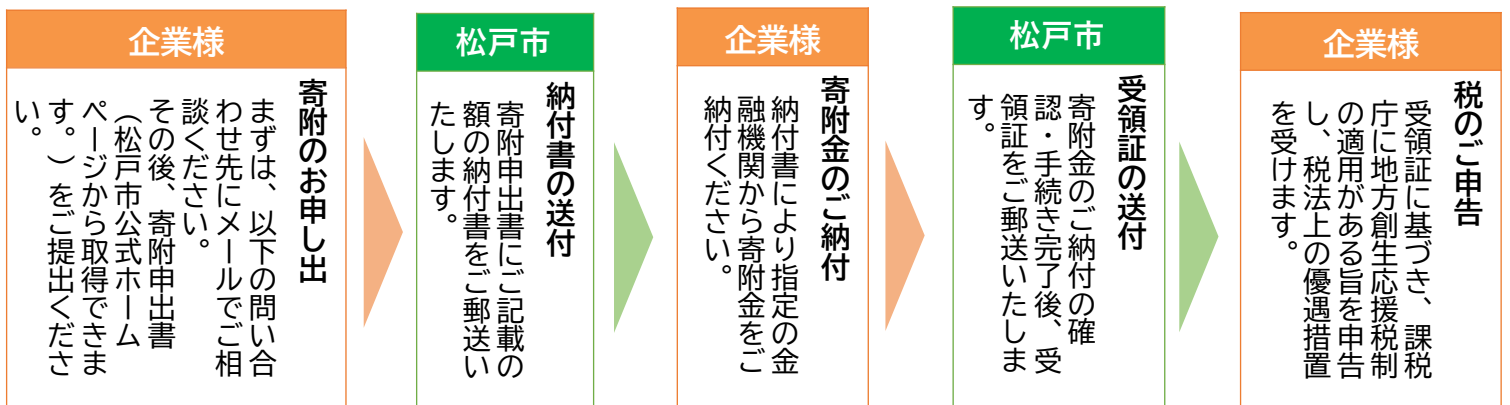 企業様
寄附のお申し出
まずは、以下の問い合
わせ先にメールでご相
談ください。
その後、寄附申出書
（松戸市公式ホーム
ページから取得できま
す。）をご提出くださ
い。
松戸市
納付書の送付
寄附申出書にご記載の
額の納付書をご郵送い
たします。
企業様
寄附金のご納付
納付書により指定の金
融機関から寄附金をご
納付ください。
松戸市
受領証の送付
寄附金のご納付の確
認・手続き完了後、受
領証をご郵送いたしま
す。
企業様
税のご申告
受領証に基づき、課税
庁に地方創生応援税制
の適用がある旨を申告
し、税法上の優遇措置
を受けます。